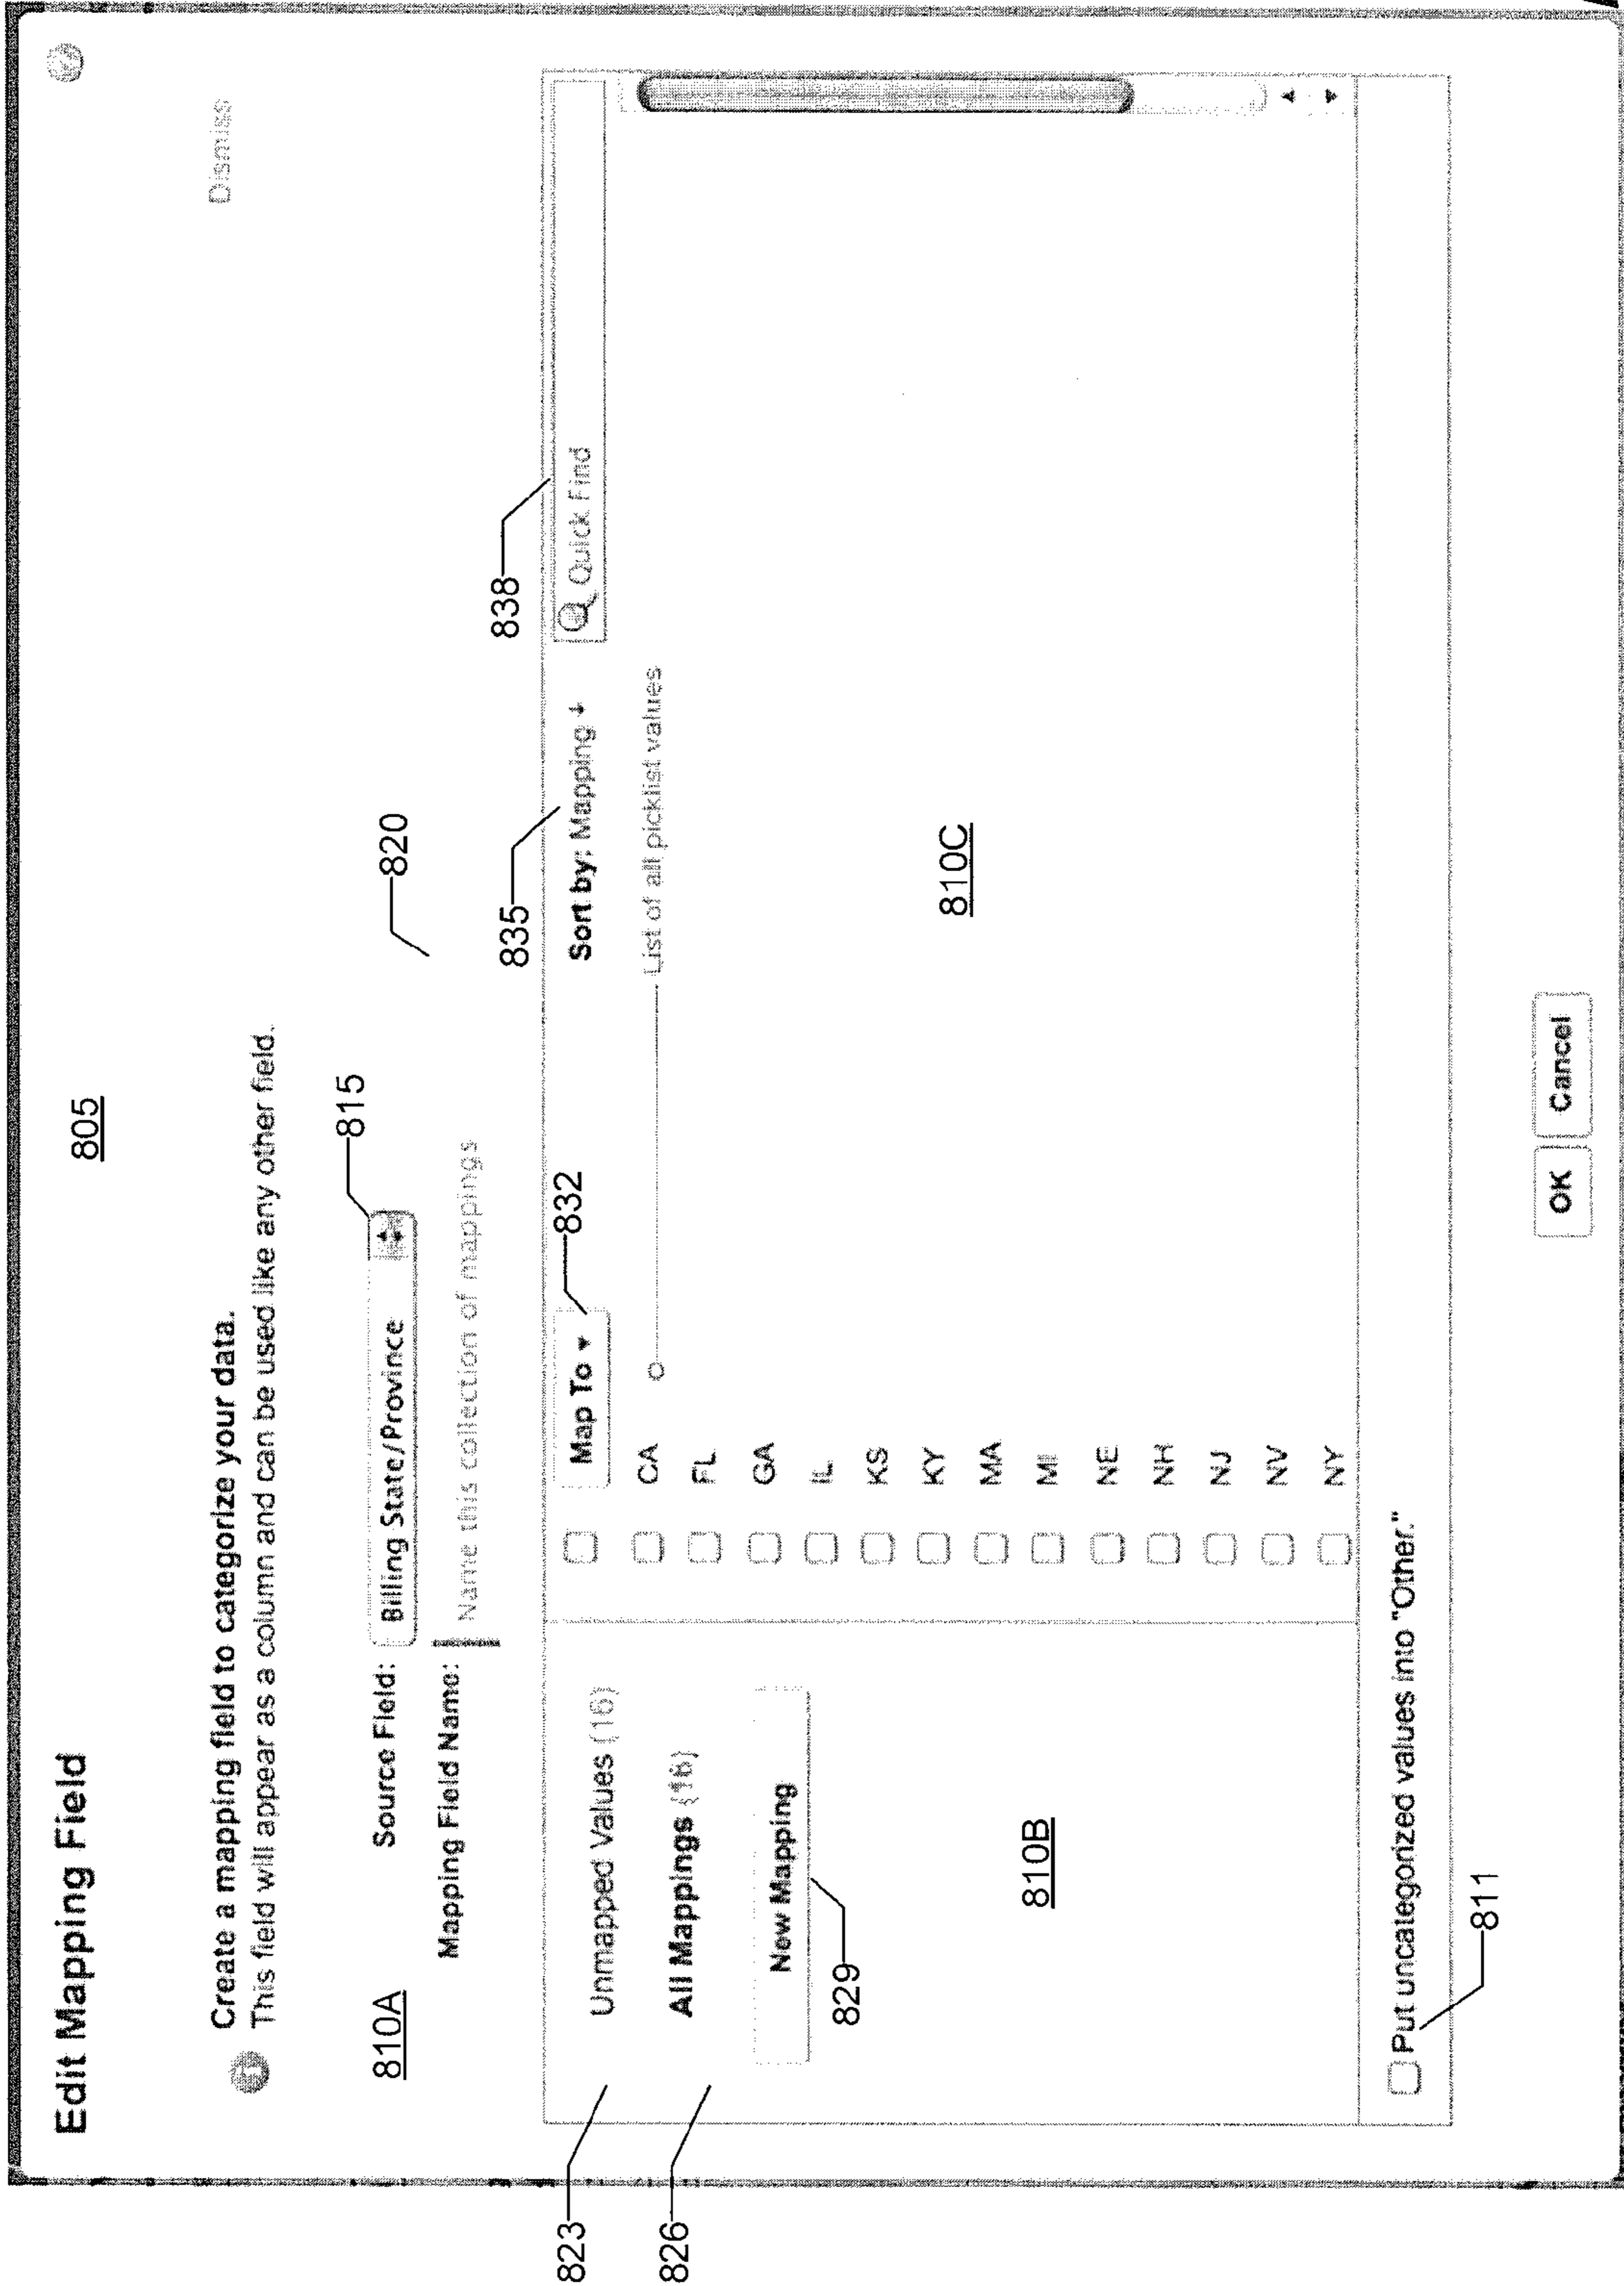 Edit Mapping Field
805
Create a mapping field to categorize your data.
This field will appear as a column and can be used like any other field.
Dismiss
810A
Source Field:
Billing State/Province
815
820
Mapping Field Name:
Name this collection of mappings
823
826
Unmapped Values (16)
All Mappings (16)
New Mapping
829
810B
832
Map To
835
Sort by: Mapping
838
Quick Find
List of all picklist values
CA
FL
GA
IL
KS
KY
MA
MI
NE
NH
NJ
NV
NY
810C
Put uncategorized values into "Other."
811
OK
Cancel